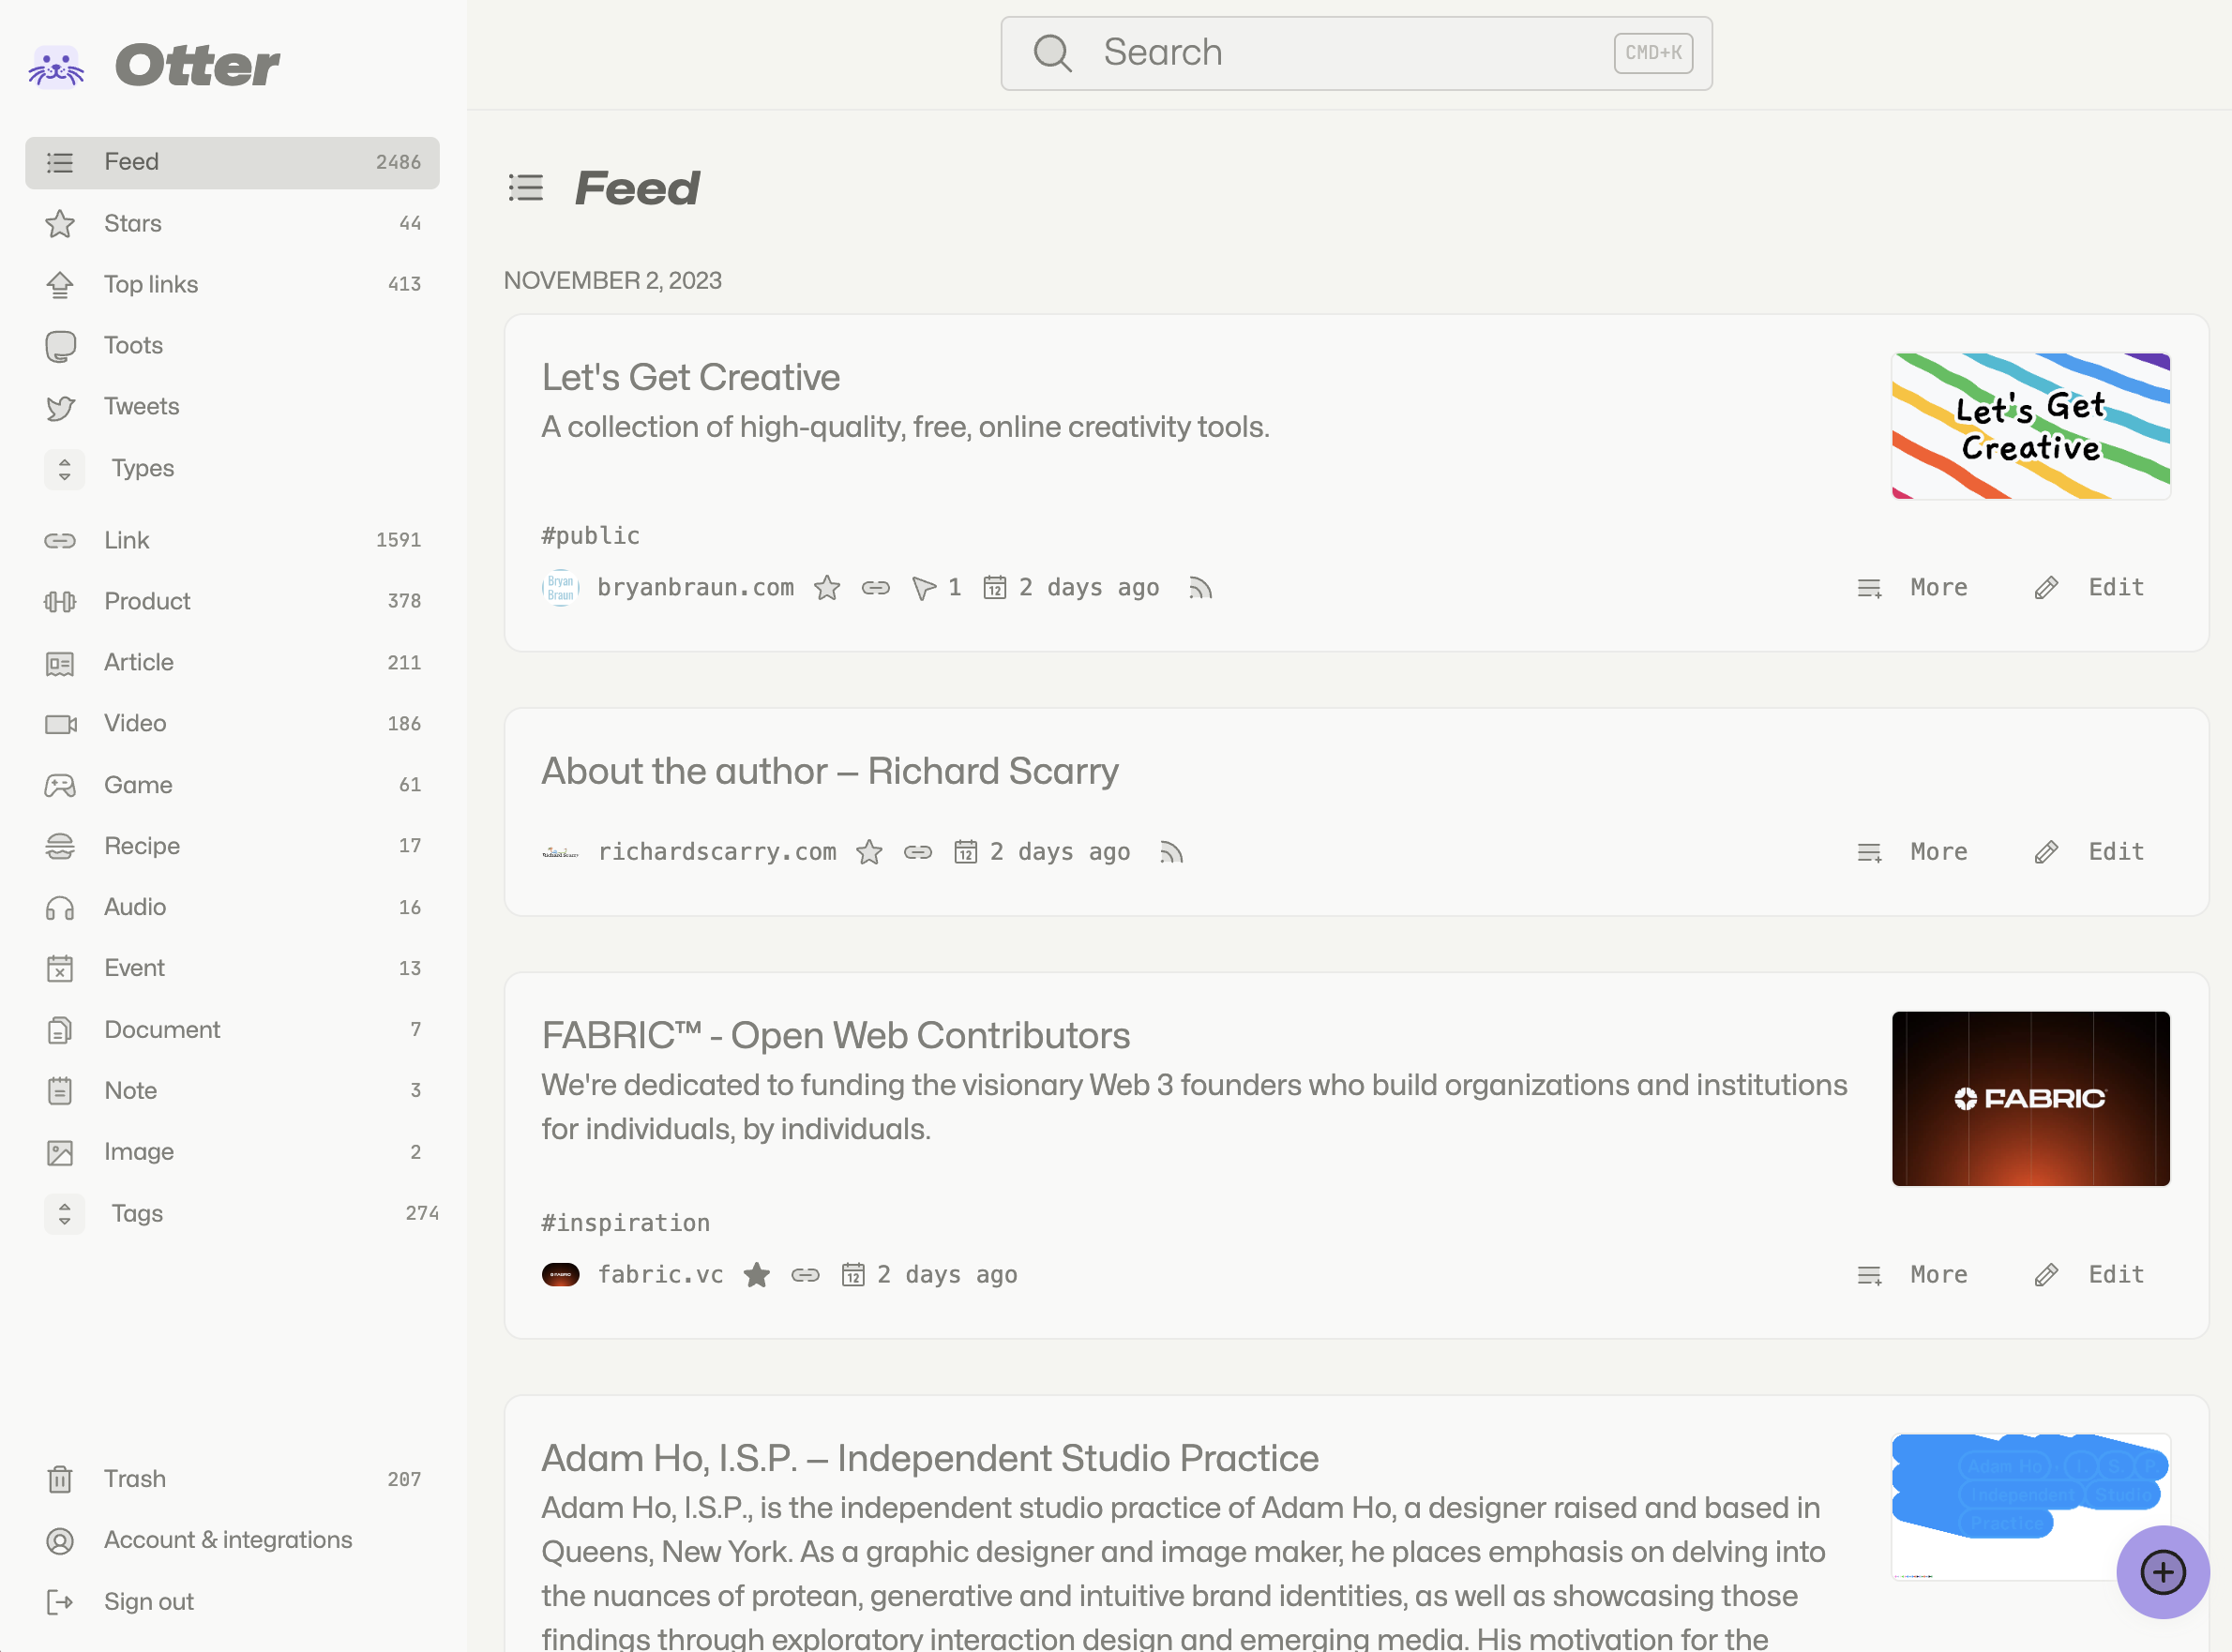 Otter
Search
CMD+K
Feed 2486
Stars 44
Top links 413
Toots
Tweets
Types
Link 1591
Product 378
Article 211
Video 186
Game 61
Recipe 17
Audio 16
Event 13
Document 7
Note 3
Image 2
Tags 274
Trash 207
Account & integrations
Sign out
Feed
NOVEMBER 2, 2023
Let's Get Creative
A collection of high-quality, free, online creativity tools.
Let's Get
Creative
#public
Bryan
Braun
bryanbraun.com 1 12 2 days ago More Edit
About the author – Richard Scarry
richardscarry.com 12 2 days ago More Edit
FABRIC™ - Open Web Contributors
We're dedicated to funding the visionary Web 3 founders who build organizations and institutions
for individuals, by individuals.
FABRIC
#inspiration
fabric.vc 12 2 days ago More Edit
Adam Ho, I.S.P. – Independent Studio Practice
Adam Ho, I.S.P., is the independent studio practice of Adam Ho, a designer raised and based in
Queens, New York. As a graphic designer and image maker, he places emphasis on delving into
the nuances of protean, generative and intuitive brand identities, as well as showcasing those
findings through exploratory interaction design and emerging media. His motivation for the
Adam Ho, I. S. P.
Independent Studio
Practice